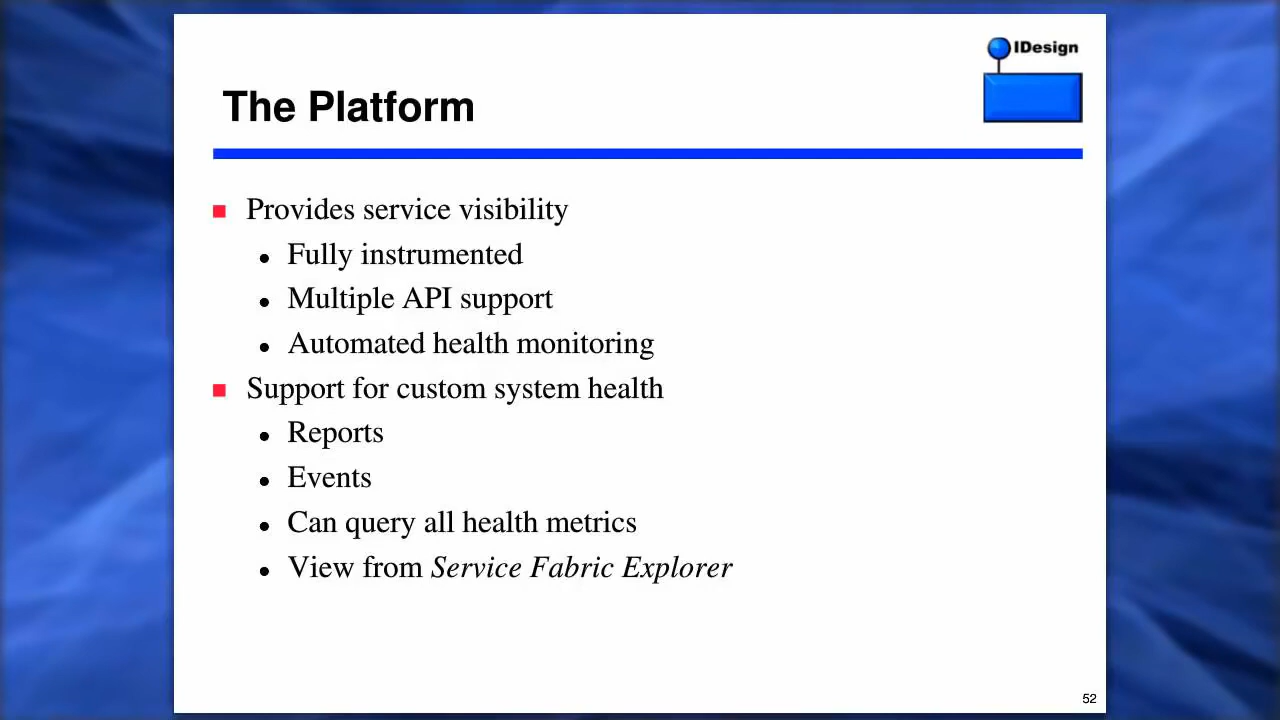 IDesign
The Platform
Provides service visibility
Fully instrumented
Multiple API support
Automated health monitoring
Support for custom system health
Reports
Events
Can query all health metrics
View from Service Fabric Explorer
52